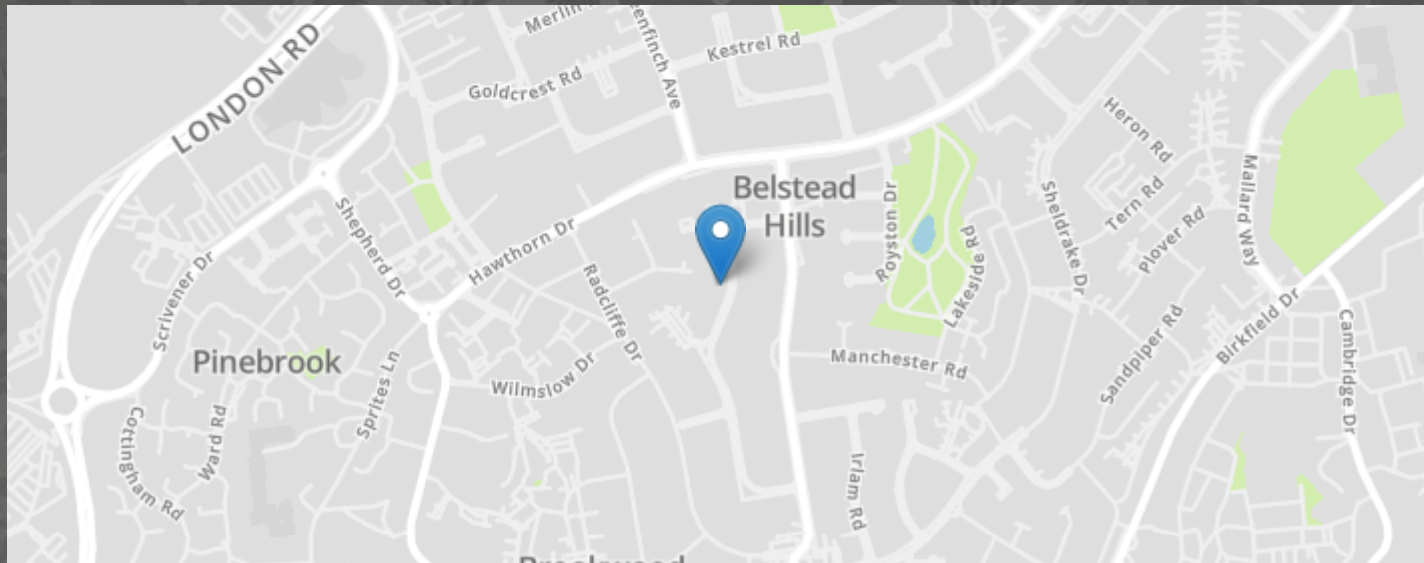 Merlin
Kestrel Rd
LONDON RD
Goldcrest Rd
Heron Rd
Belstead
Hills
Tern Rd
Mallard Way
Shepherd Dr
Hawthorn Dr
Royston Dr
Sheldrake Dr
Plover Rd
Scrivener Dr
Radcliffe Dr
Lakeside Rd
Birkfield Dr
Pinebrook
Sprites Ln
Wilmslow Dr
Manchester Rd
Sandpiper Rd
Cambridge Dr
Cottingham Rd
Ward Rd
Irlam Rd